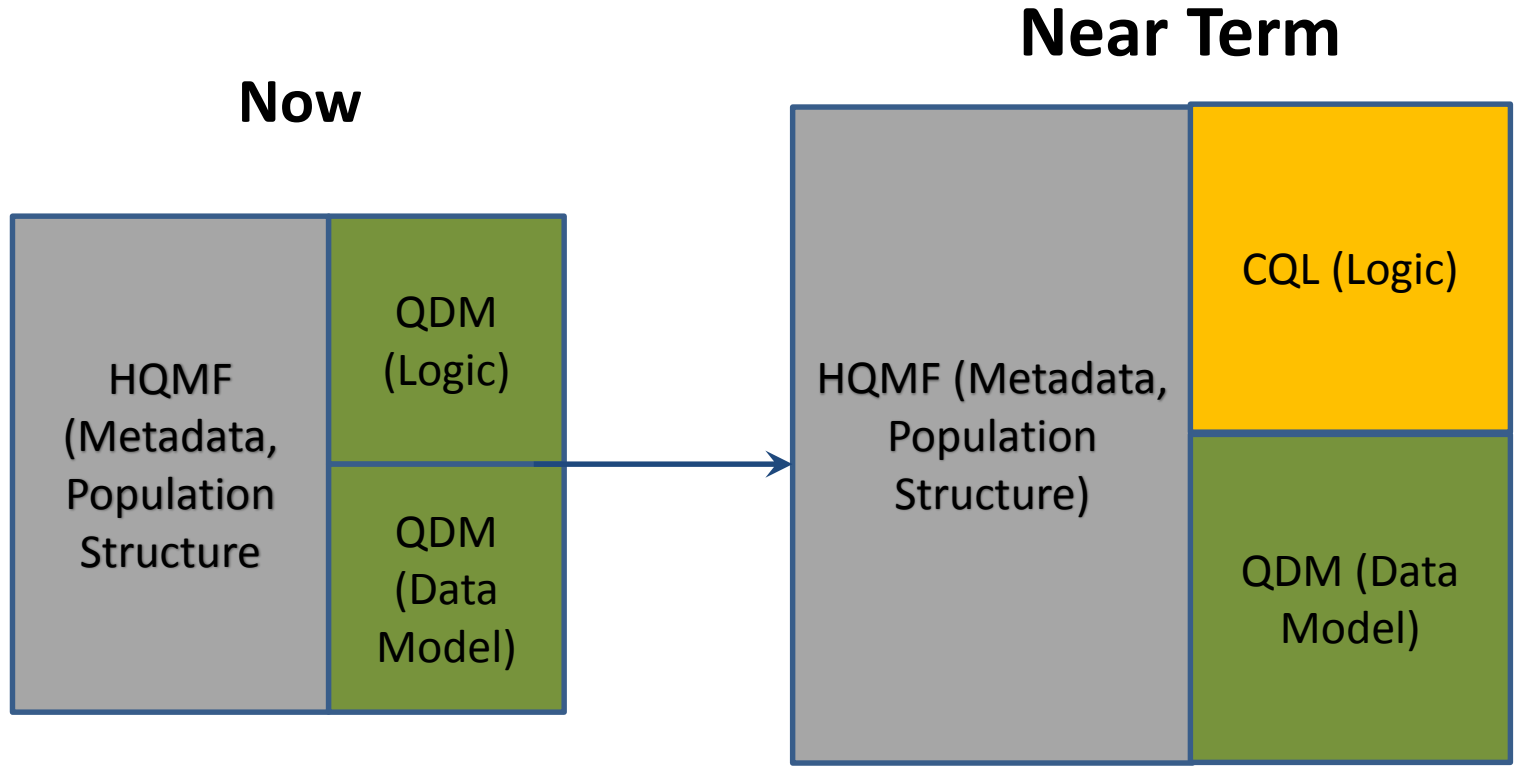 Now
HQMF
(Metadata,
Population
Structure
QDM
(Logic)
QDM
(Data
Model)
Near Term
HQMF (Metadata,
Population
Structure)
CQL (Logic)
QDM (Data
Model)